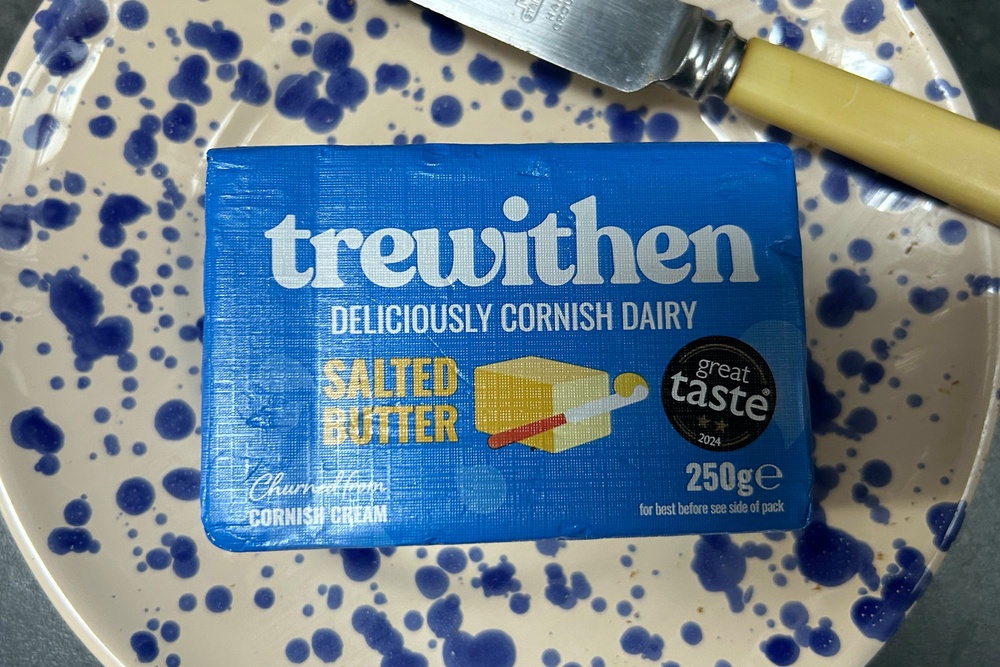 trewithen
DELICIOUSLY CORNISH DAIRY
SALTED
BUTTER
great
taste®
2024
Churned from
CORNISH CREAM
250g℮
for best before see side of pack